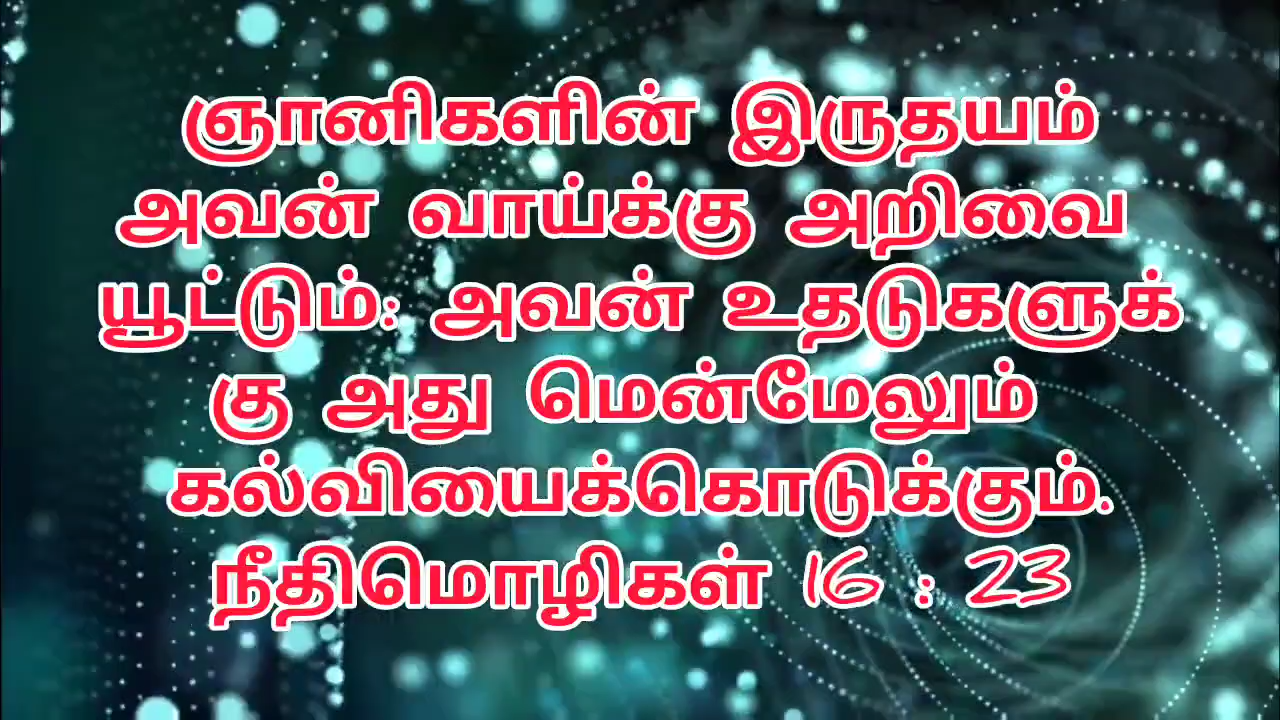 ஞானிகளின் இருதயம்
அவன் வாய்க்கு அறிவை
யூட்டும்: அவன் உதடுகளுக்
கு அது மென்மேலும்
கல்வியைக்கொடுக்கும்.
நீதிமொழிகள் 16 : 23